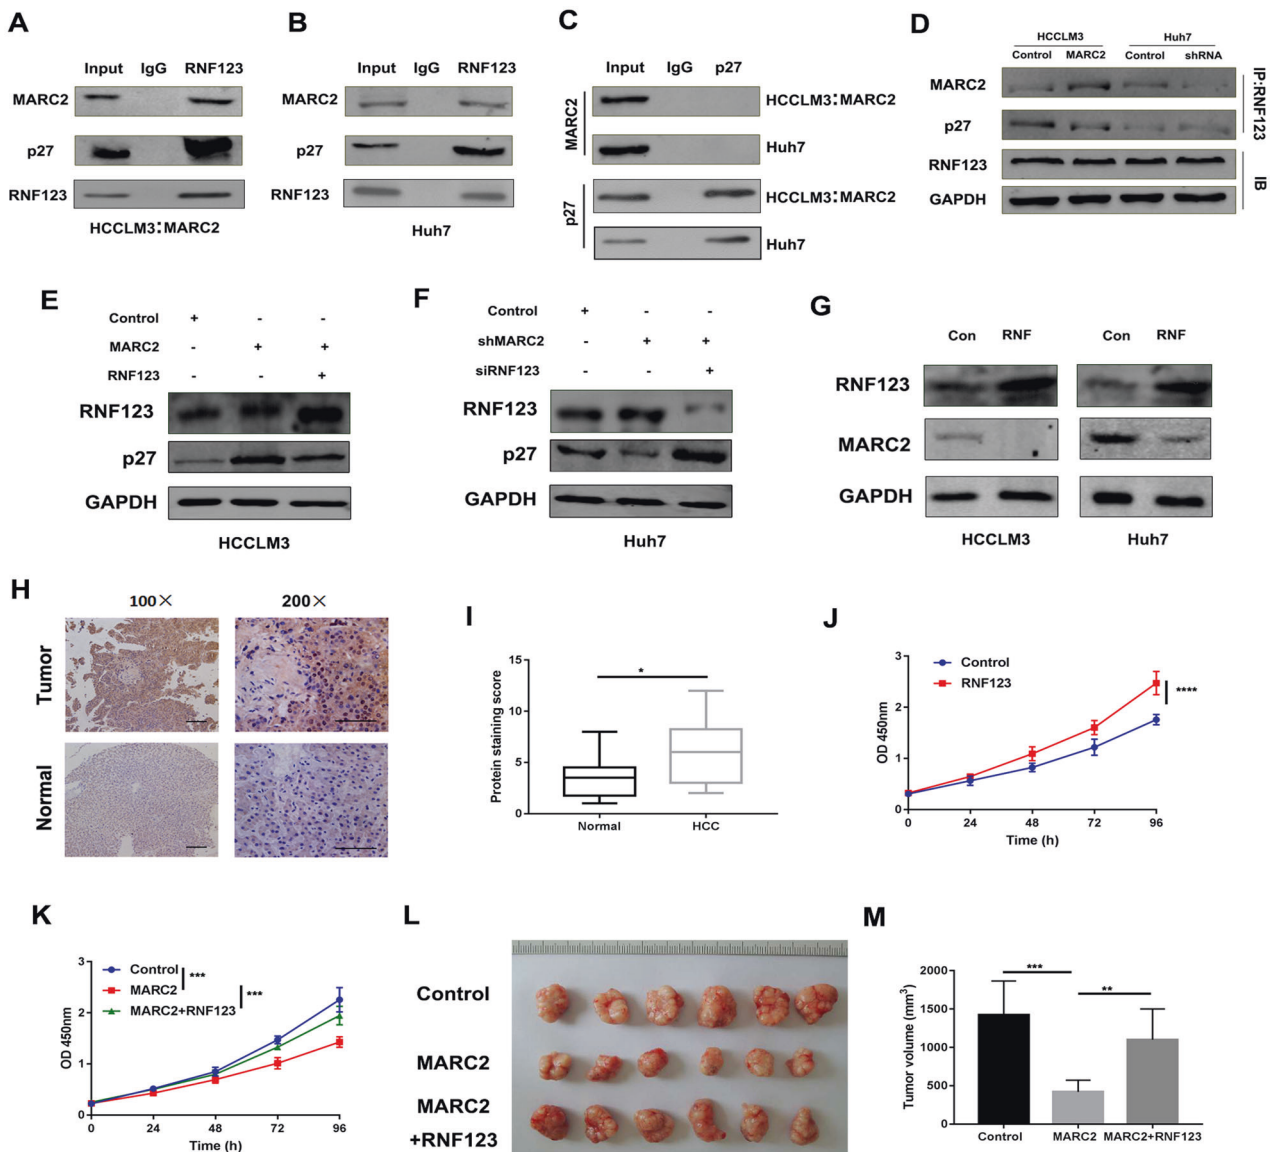 A
Input IgG RNF123
MARC2
p27
RNF123
HCCLM3:MARC2
B
Input IgG RNF123
MARC2
p27
RNF123
Huh7
C
Input IgG p27
MARC2
HCCLM3:MARC2
Huh7
p27
HCCLM3:MARC2
Huh7
D
HCCLM3 Huh7
Control MARC2 Control shRNA
MARC2
p27
IP:RNF123
RNF123
GAPDH
IB
E
Control + - -
MARC2 - + +
RNF123 - - +
RNF123
p27
GAPDH
HCCLM3
F
Control + - -
shMARC2 - + +
siRNF123 - - +
RNF123
p27
GAPDH
Huh7
G
Con RNF Con RNF
RNF123
MARC2
GAPDH
HCCLM3 Huh7
H
100× 200×
Tumor
Normal
I
Protein staining score
15
10
5
0
*
Normal HCC
J
OD 450nm
3
2
1
0
Control
RNF123
****
0 24 48 72 96
Time (h)
K
OD 450nm
3
2
1
0
Control
MARC2
MARC2+RNF123
***
***
0 24 48 72 96
Time (h)
L
Control
MARC2
MARC2
+RNF123
M
Tumor volume (mm3)
2000
1500
1000
500
0
***
**
Control MARC2 MARC2+RNF123